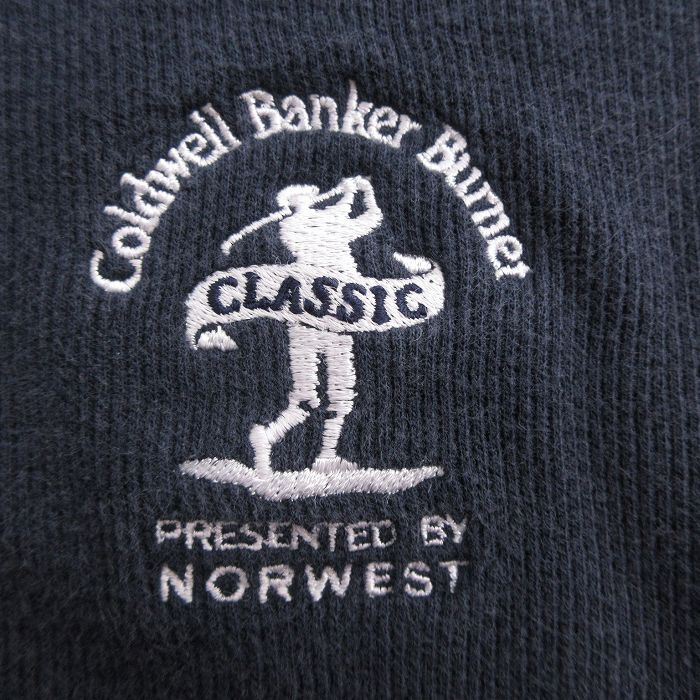 Coldwell Banker Burnet
CLASSIC
PRESENTED BY
NORWEST